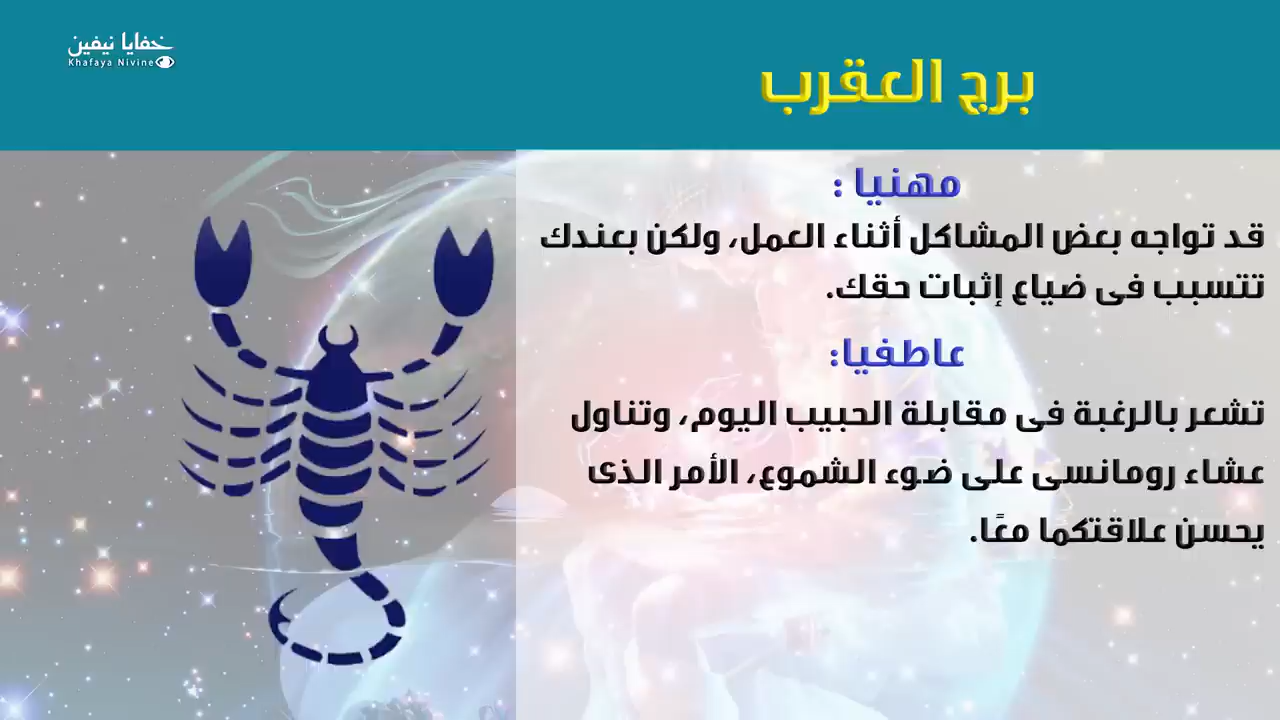 خفايا نيفين
Khafaya Nivine
برج العقرب
مهنيا :
قد تواجه بعض المشاكل أثناء العمل، ولكن بعندك
تتسبب فى ضياع إثبات حقك.
عاطفيا:
تشعر بالرغبة فى مقابلة الحبيب اليوم، وتناول
عشاء رومانسى على ضوء الشموع، الأمر الذى
يحسن علاقتكما معًا.